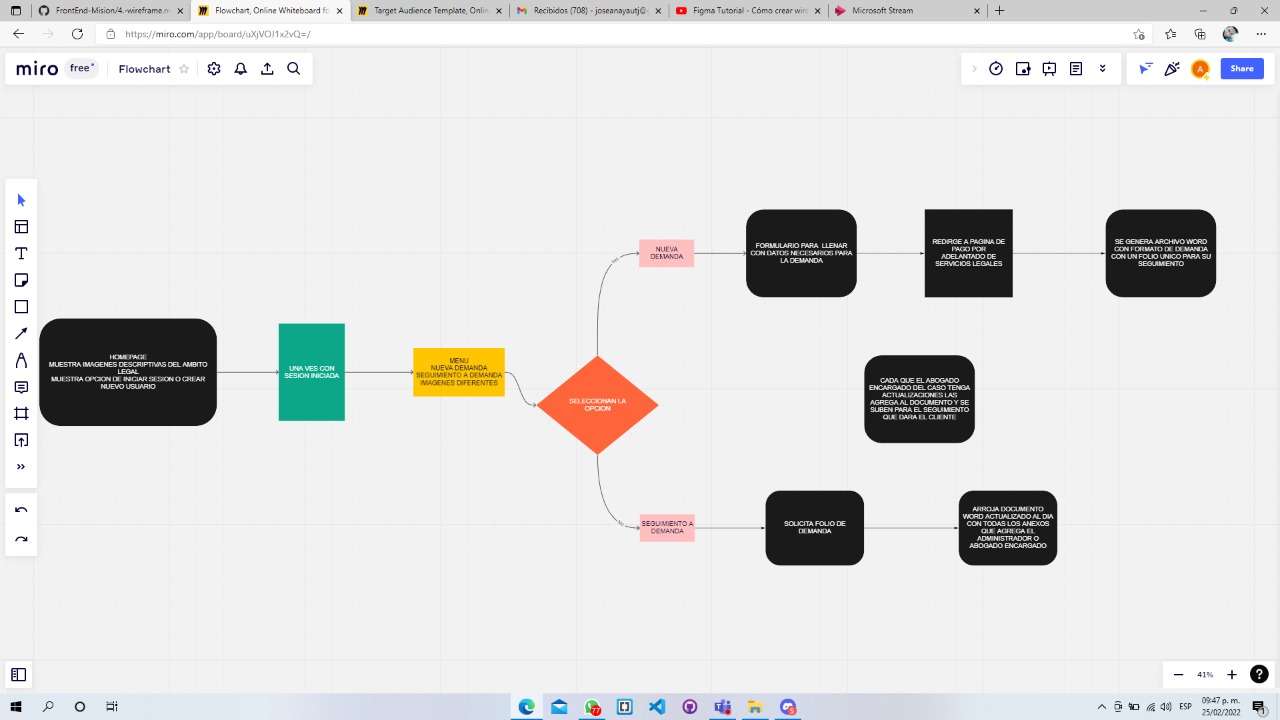 FrontEnd-Mision/4.-wireframe.m
Flowchart, Online Whiteboard fo
Target Audience Template, Online
Recibidos (708) - joseanayautj@
Figma Tutorial - Cómo crear wire
Microsoft Stream
https://miro.com/app/board/uXjVOJ1x2vQ=/
miro
free
Flowchart
A
Share
NUEVA
DEMANDA
FORMULARIO PARA LLENAR
CON DATOS NECESARIOS PARA
LA DEMANDA
REDIRGE A PAGINA DE
PAGO POR
ADELANTADO DE
SERVICIOS LEGALES
SE GENERA ARCHIVO WORD
CON FORMATO DE DEMANDA
CON UN FOLIO UNICO PARA SU
SEGUIMIENTO
HOMEPAGE
MUESTRA IMAGENES DESCRIPTIVAS DEL AMBITO
LEGAL
MUESTRA OPCION DE INICIAR SESION O CREAR
NUEVO USUARIO
UNA VES CON
SESION INICIADA
MENU
NUEVA DEMANDA
SEGUIMIENTO A DEMANDA
IMAGENES DIFERENTES
SELECCIONAN LA
OPCION
CADA QUE EL ABOGADO
ENCARGADO DEL CASO TENGA
ACTUALIZACIONES LAS
AGREGA AL DOCUMENTO Y SE
SUBEN PARA EL SEGUIMIENTO
QUE DARA EL CLIENTE
SEGUIMIENTO A
DEMANDA
SOLICITA FOLIO DE
DEMANDA
ARROJA DOCUMENTO
WORD ACTUALIZADO AL DIA
CON TODAS LOS ANEXOS
QUE AGREGA EL
ADMINISTRADOR O
ABOGADO ENCARGADO
41%
?
77
5
ESP
09:47 p. m.
25/02/2022